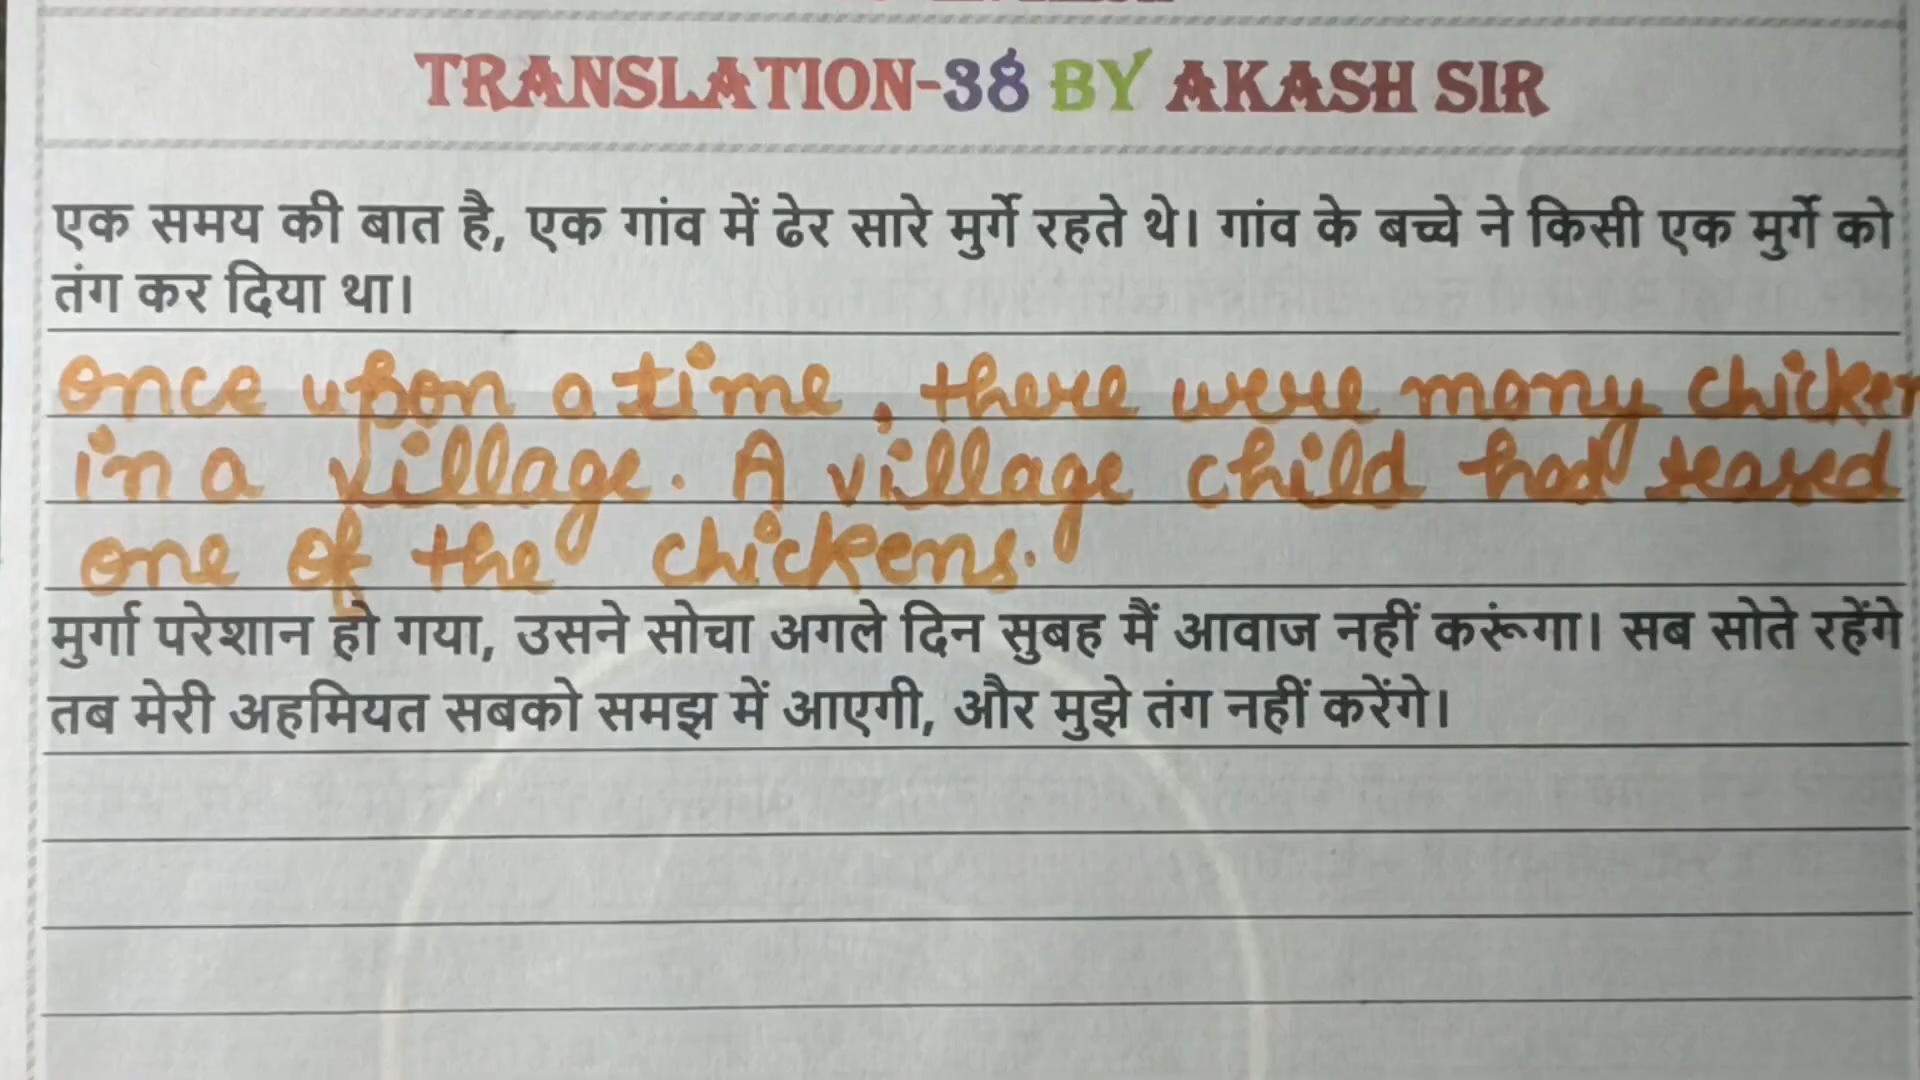 TRANSLATION-38 BY AKASH SIR
एक समय की बात है, एक गांव में ढेर सारे मुर्गे रहते थे। गांव के बच्चे ने किसी एक मुर्गे को
तंग कर दिया था।
once upon a time, there were many chicken
in a village. A village child had teased
one of the chickens.
मुर्गा परेशान हो गया, उसने सोचा अगले दिन सुबह मैं आवाज नहीं करूंगा। सब सोते रहेंगे
तब मेरी अहमियत सबको समझ में आएगी, और मुझे तंग नहीं करेंगे।